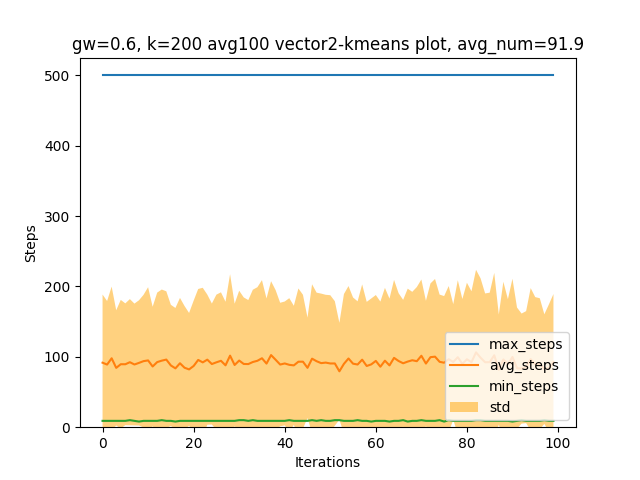 gw=0.6, k=200 avg100 vector2-kmeans plot, avg_num=91.9
500
400
300
200
100
0
Steps
0 20 40 60 80 100
Iterations
max_steps
avg_steps
min_steps
std